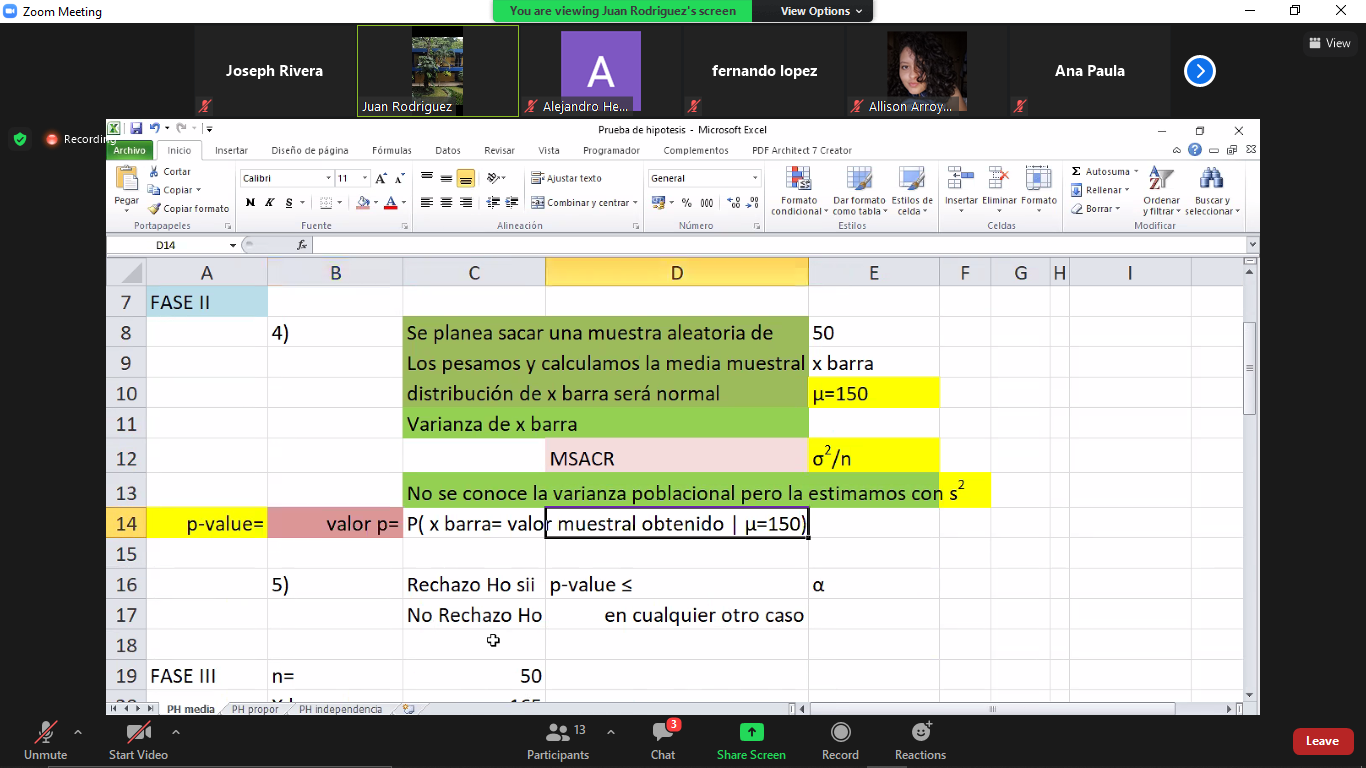 Zoom Meeting
You are viewing Juan Rodriguez's screen
View Options
View
Joseph Rivera
Juan Rodriguez
A
Alejandro He...
fernando lopez
Allison Arroy...
Ana Paula
Recording
Prueba de hipotesis - Microsoft Excel
Archivo Inicio Insertar Diseño de página Fórmulas Datos Revisar Vista Programador Complementos PDF Architect 7 Creator
Pegar
Cortar
Copiar
Copiar formato
Portapapeles
Calibri 11
N K S
Fuente
Ajustar texto
Combinar y centrar
Alineación
General
% 000
Número
Formato condicional
Dar formato como tabla
Estilos de celda
Estilos
Insertar Eliminar Formato
Celdas
Σ Autosuma
Rellenar
Borrar
Ordenar y filtrar
Buscar y seleccionar
Modificar
D14 fx
A B C D E F G H I
7 FASE II
8 4) Se planea sacar una muestra aleatoria de 50
9 Los pesamos y calculamos la media muestral x barra
10 distribución de x barra será normal μ=150
11 Varianza de x barra
12 MSACR σ²/n
13 No se conoce la varianza poblacional pero la estimamos con s²
14 p-value= valor p= P( x barra= valor muestral obtenido | μ=150)
15
16 5) Rechazo Ho sii p-value ≤ α
17 No Rechazo Ho en cualquier otro caso
18
19 FASE III n= 50
PH media PH propor PH independencia
Unmute
Start Video
Participants 13
Chat 3
Share Screen
Record
Reactions
Leave